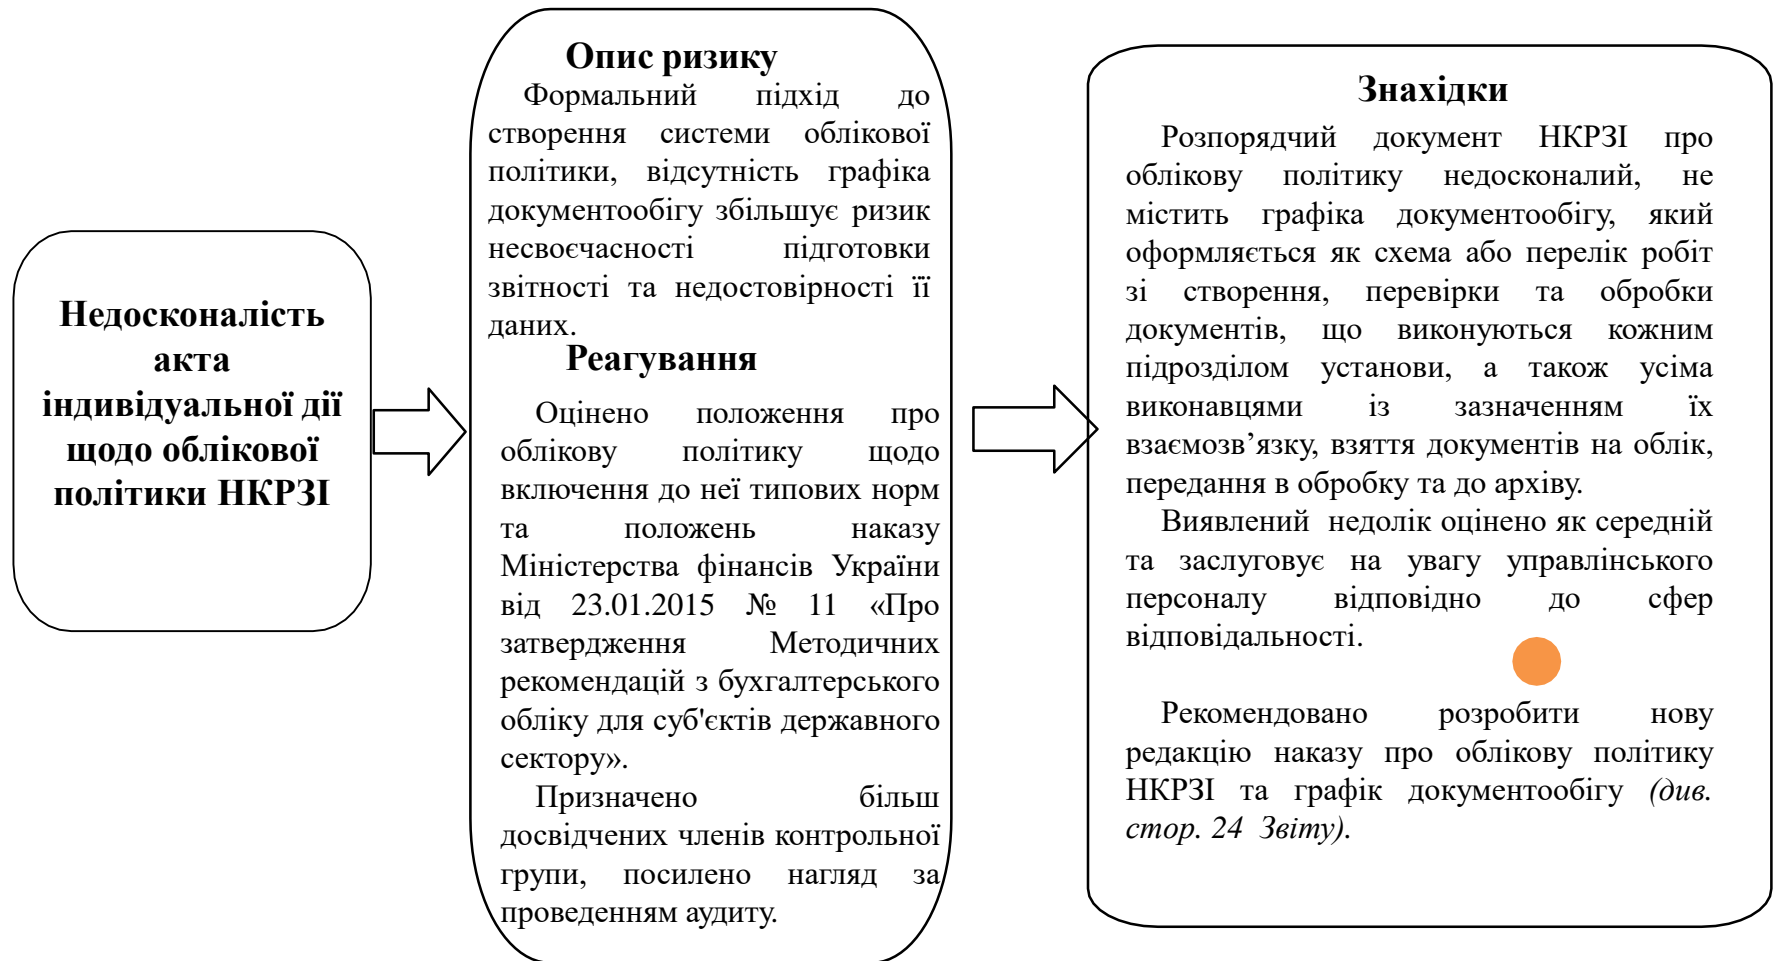 Недосконалість
акта
індивідуальної дії
щодо облікової
політики НКРЗІ
Опис ризику
Формальний підхід до
створення системи облікової
політики, відсутність графіка
документообігу збільшує ризик
несвоєчасності підготовки
звітності та недостовірності її
даних.
Реагування
Оцінено положення про
облікову політику щодо
включення до неї типових норм
та положень наказу
Міністерства фінансів України
від 23.01.2015 № 11 «Про
затвердження Методичних
рекомендацій з бухгалтерського
обліку для суб'єктів державного
сектору».
Призначено більш
досвідчених членів контрольної
групи, посилено нагляд за
проведенням аудиту.
Знахідки
Розпорядчий документ НКРЗІ про
облікову політику недосконалий, не
містить графіка документообігу, який
оформляється як схема або перелік робіт
зі створення, перевірки та обробки
документів, що виконуються кожним
підрозділом установи, а також усіма
виконавцями із зазначенням їх
взаємозв’язку, взяття документів на облік,
передання в обробку та до архіву.
Виявлений недолік оцінено як середній
та заслуговує на увагу управлінського
персоналу відповідно до сфер
відповідальності.
Рекомендовано розробити нову
редакцію наказу про облікову політику
НКРЗІ та графік документообігу (див.
стор. 24 Звіту).